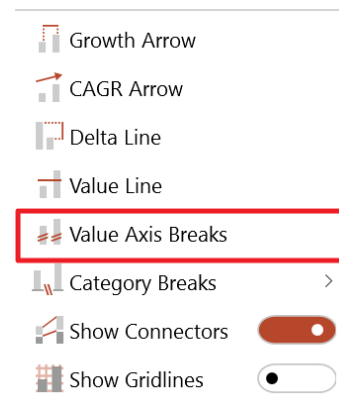 Growth Arrow
CAGR Arrow
Delta Line
Value Line
Value Axis Breaks
Category Breaks
Show Connectors
Show Gridlines